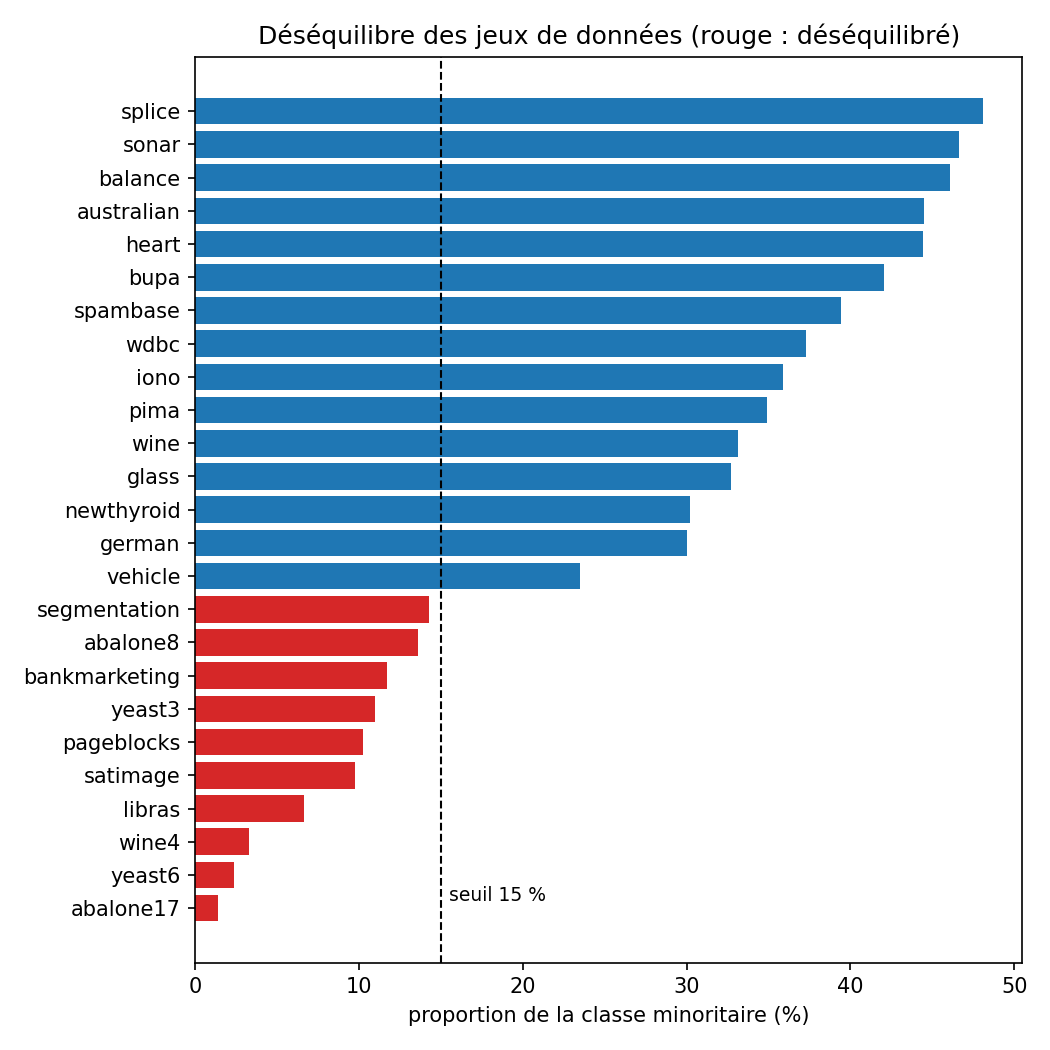 Déséquilibre des jeux de données (rouge : déséquilibré)
splice
sonar
balance
australian
heart
bupa
spambase
wdbc
iono
pima
wine
glass
newthyroid
german
vehicle
segmentation
abalone8
bankmarketing
yeast3
pageblocks
satimage
libras
wine4
yeast6
seuil 15 %
abalone17
0 10 20 30 40 50
proportion de la classe minoritaire (%)